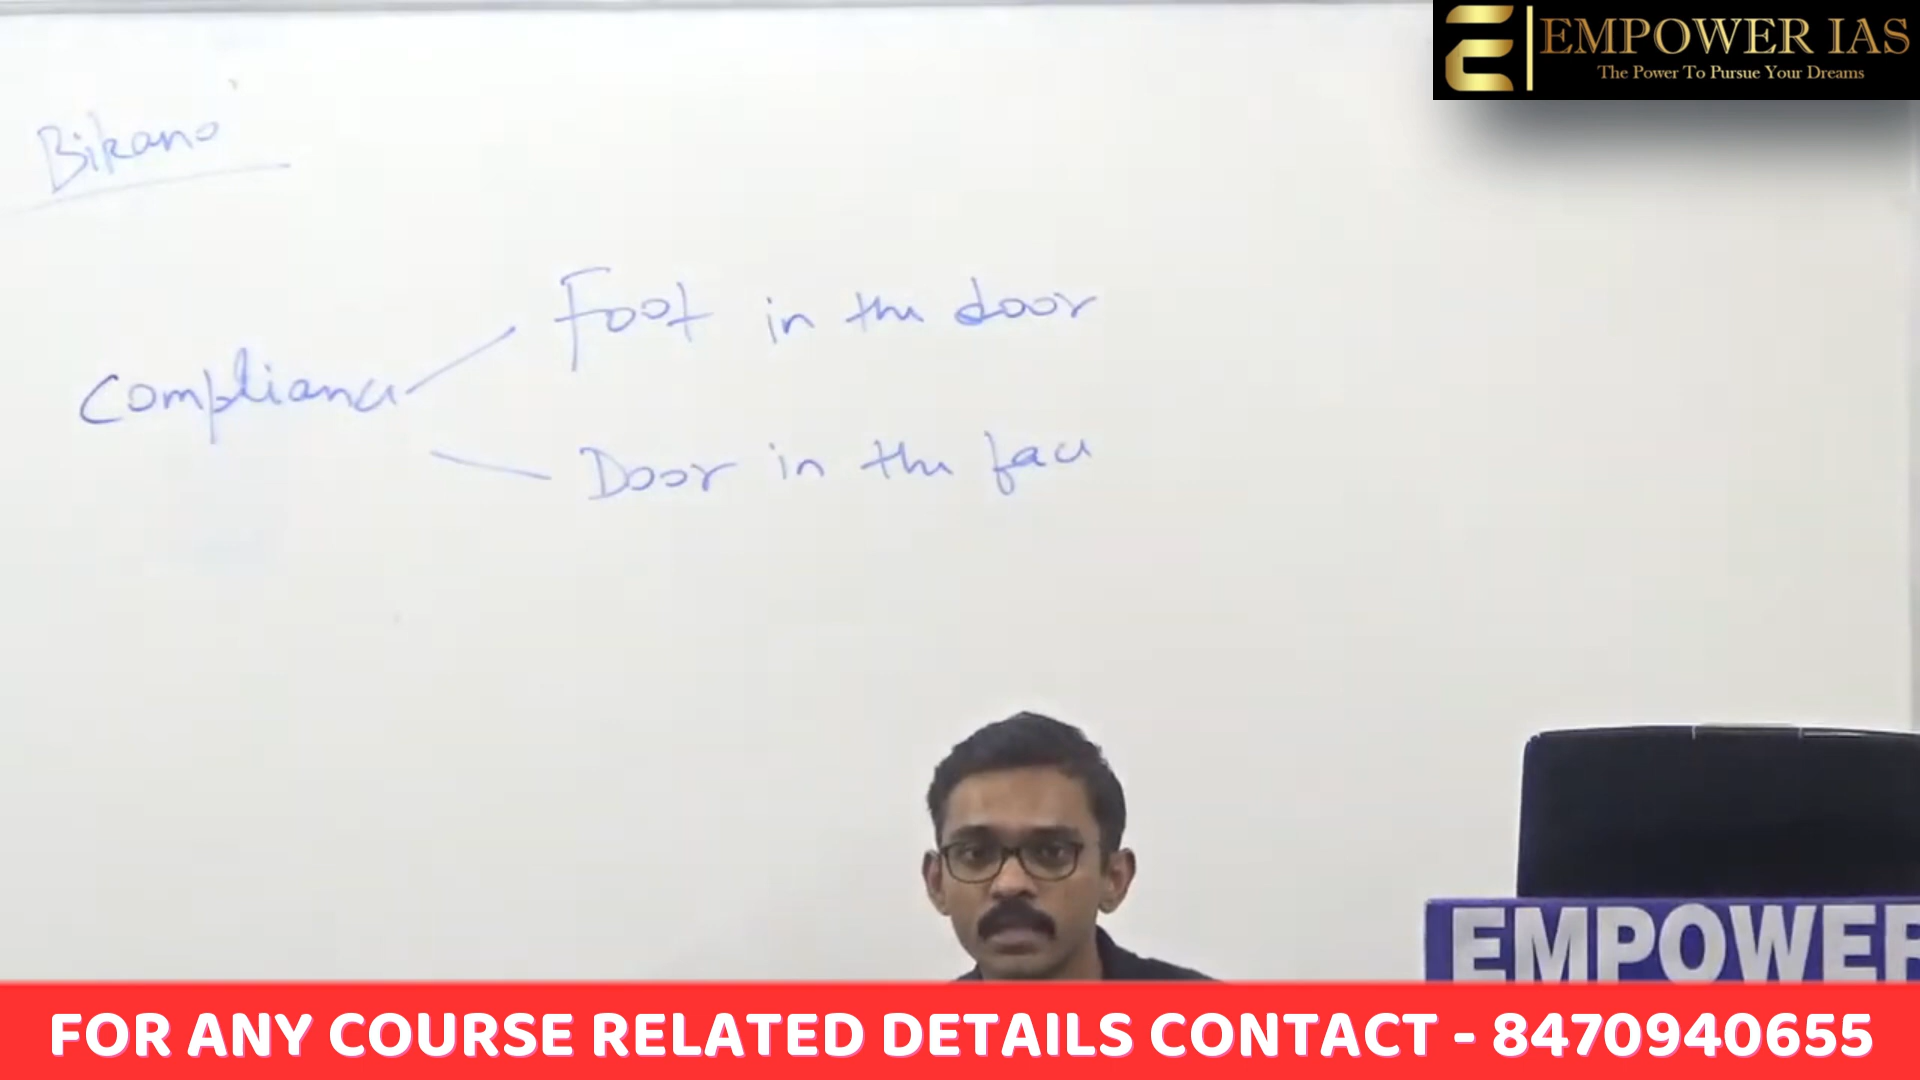 EMPOWER IAS
The Power To Pursue Your Dreams
Bikano
Foot in the door
Compliance
Door in the face
EMPOWER
FOR ANY COURSE RELATED DETAILS CONTACT - 8470940655